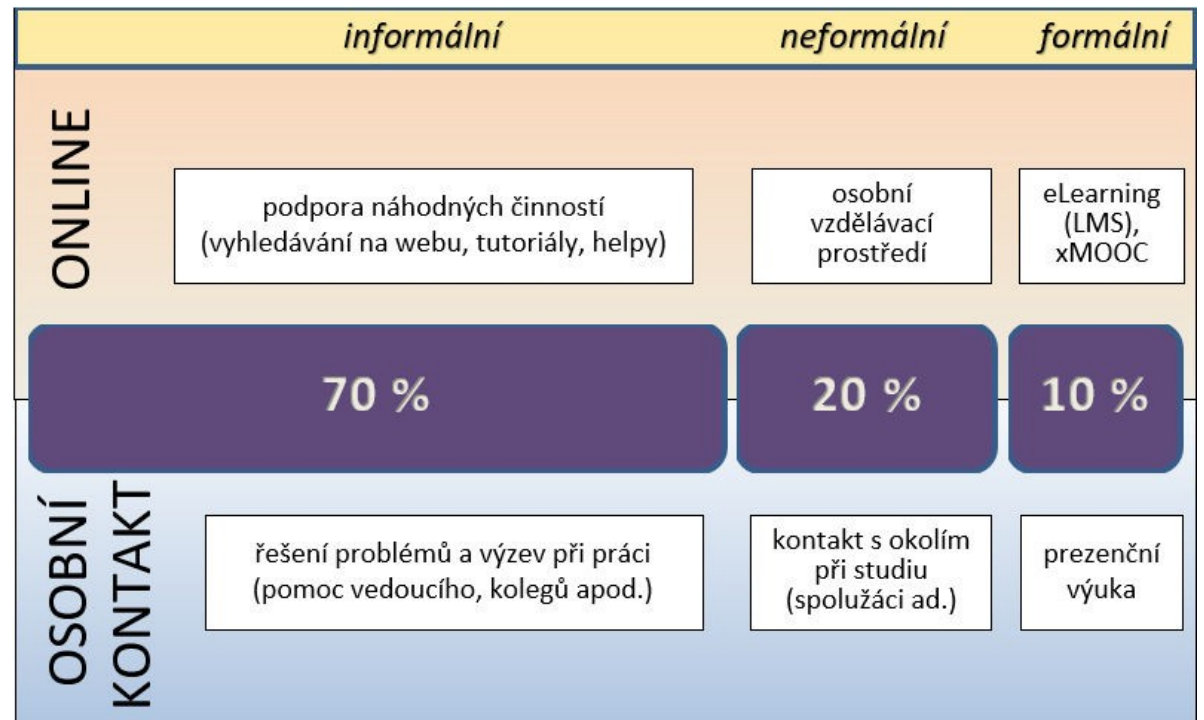 informální neformální formální
ONLINE
podpora náhodných činností
(vyhledávání na webu, tutoriály, helpy)
osobní
vzdělávací
prostředí
eLearning
(LMS),
xMOOC
70 % 20 % 10 %
OSOBNÍ
KONTAKT
řešení problémů a výzev při práci
(pomoc vedoucího, kolegů apod.)
kontakt s okolím
při studiu
(spolužáci ad.)
prezenční
výuka